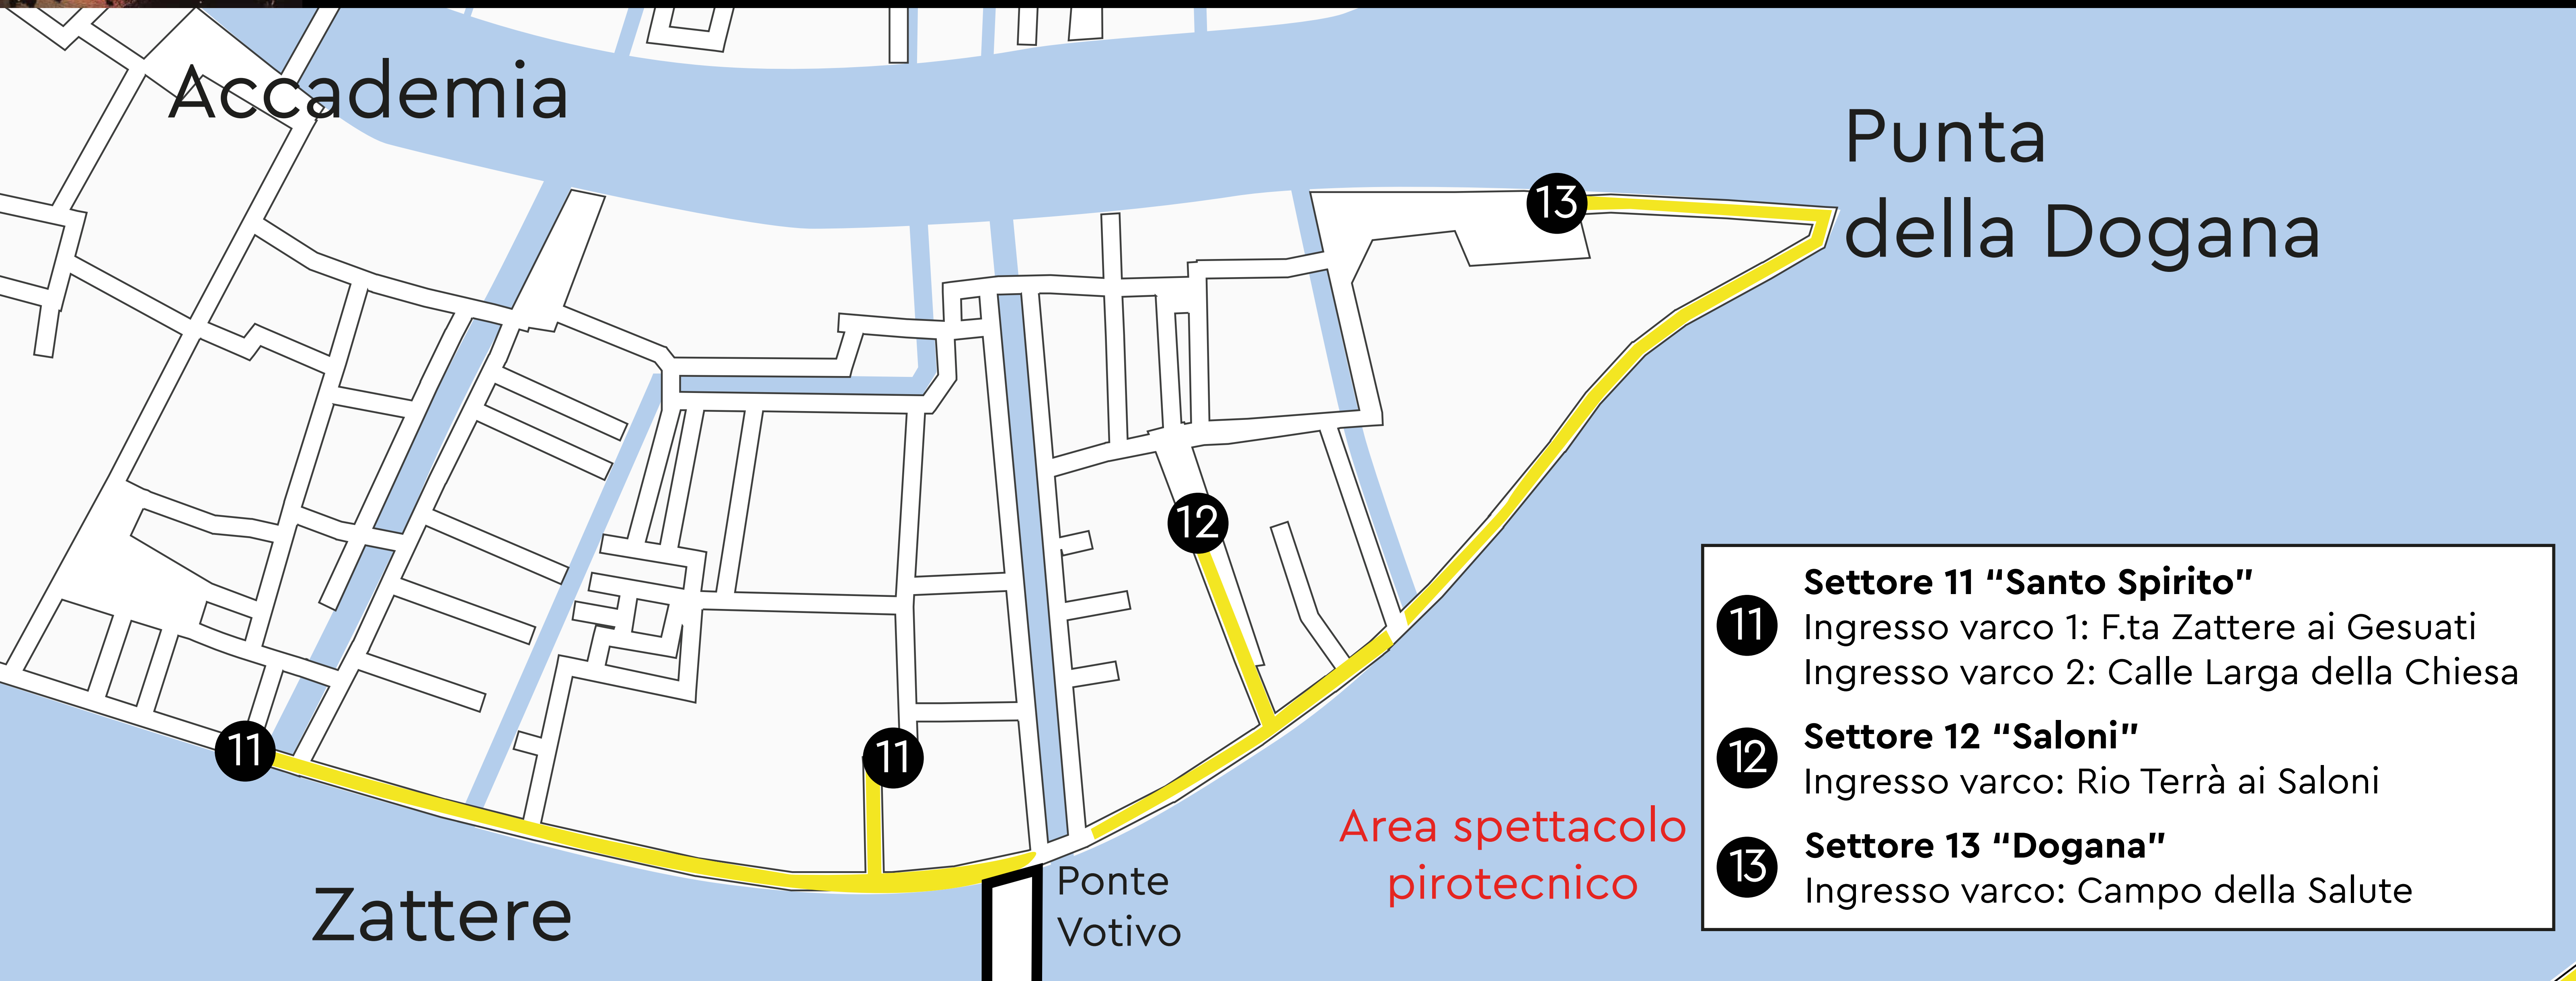 Accademia
Punta
della Dogana
13
12
11
11
Zattere
Ponte
Votivo
Area spettacolo
pirotecnico
11
Settore 11 “Santo Spirito”
Ingresso varco 1: F.ta Zattere ai Gesuati
Ingresso varco 2: Calle Larga della Chiesa
12
Settore 12 “Saloni”
Ingresso varco: Rio Terrà ai Saloni
13
Settore 13 “Dogana”
Ingresso varco: Campo della Salute